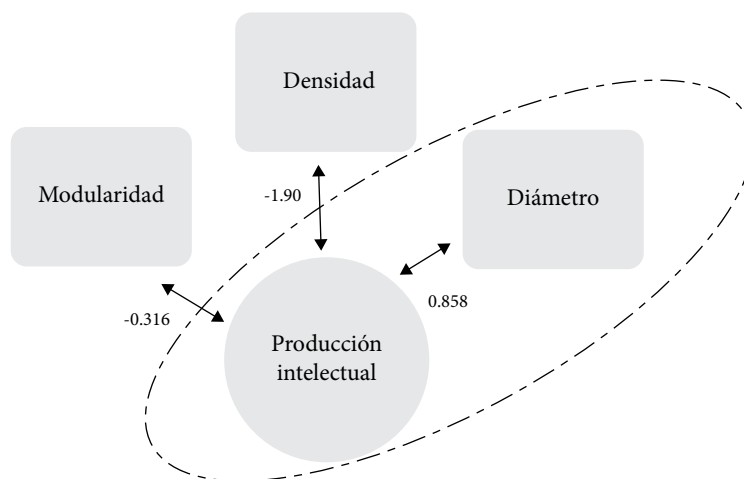 Densidad
Modularidad
-1.90
Diámetro
-0.316
0.858
Producción
intelectual